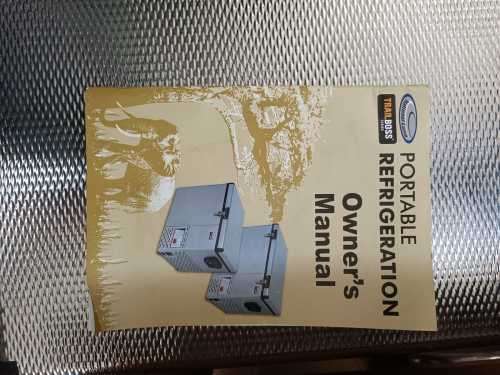 TRAILBOSS
PORTABLE
REFRIGERATION
Owner's
Manual